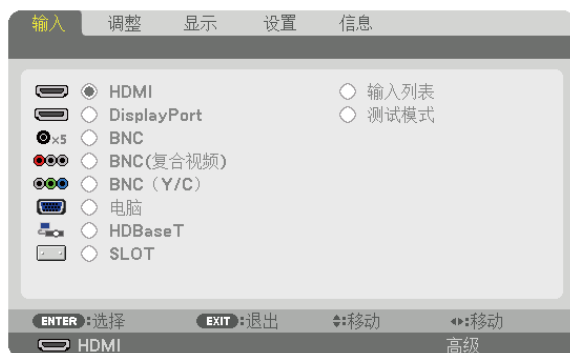 输入 调整 显示 设置 信息
HDMI 输入列表
DisplayPort 测试模式
×5 BNC
BNC(复合视频)
BNC（Y/C）
电脑
HDBaseT
SLOT
ENTER:选择 EXIT:退出 :移动 :移动
HDMI 高级